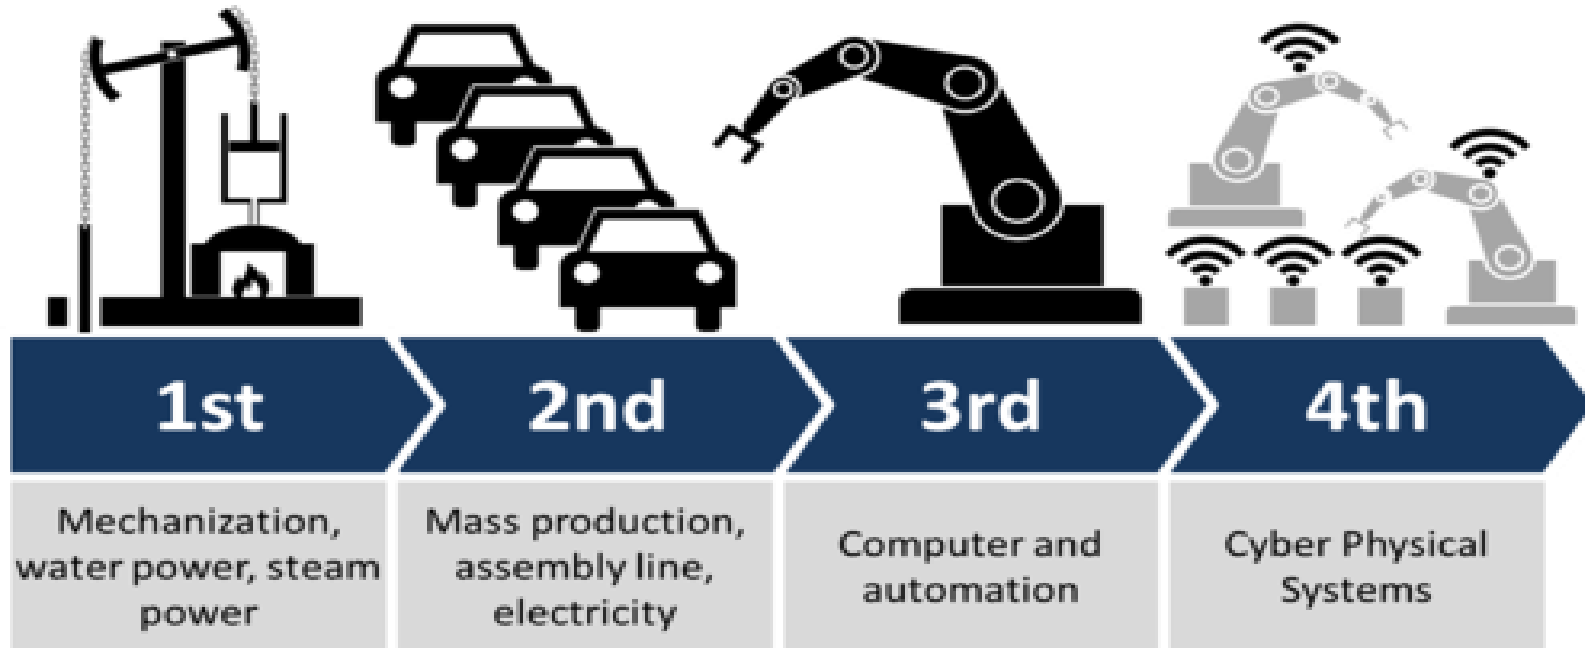 1st
2nd
3rd
4th
Mechanization,
water power, steam
power
Mass production,
assembly line,
electricity
Computer and
automation
Cyber Physical
Systems